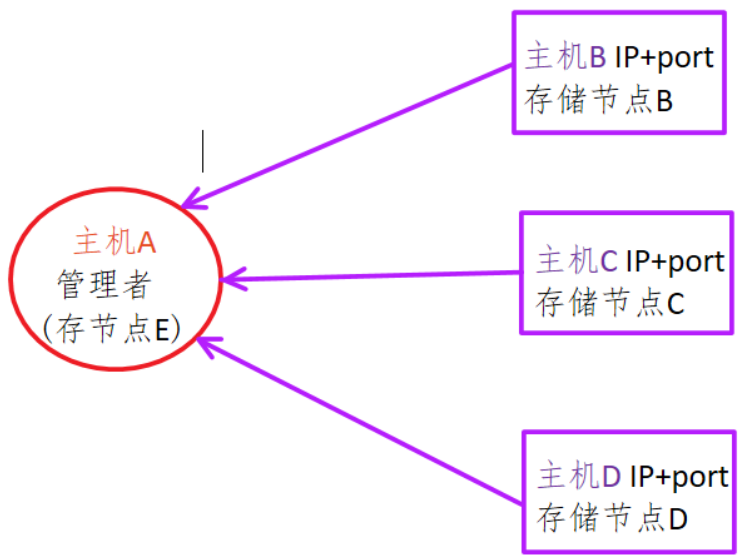 主机B IP+port
存储节点B
主机A
管理者
(存节点E)
主机C IP+port
存储节点C
主机D IP+port
存储节点D